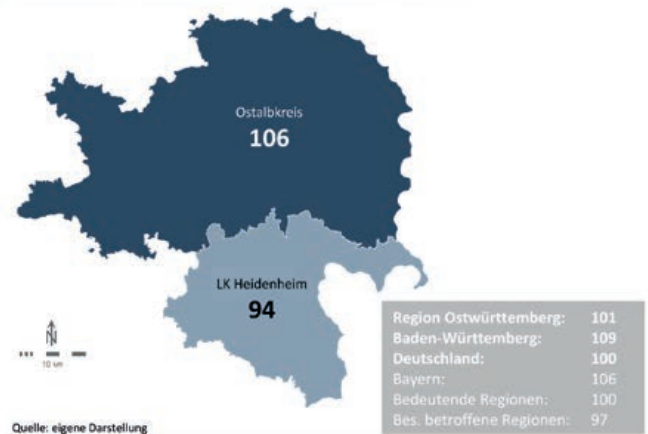 Ostalbkreis
106
LK Heidenheim
94
N
10 km
Region Ostwürttemberg: 101
Baden-Württemberg: 109
Deutschland: 100
Bayern: 106
Bedeutende Regionen: 100
Bes. betroffene Regionen: 97
Quelle: eigene Darstellung